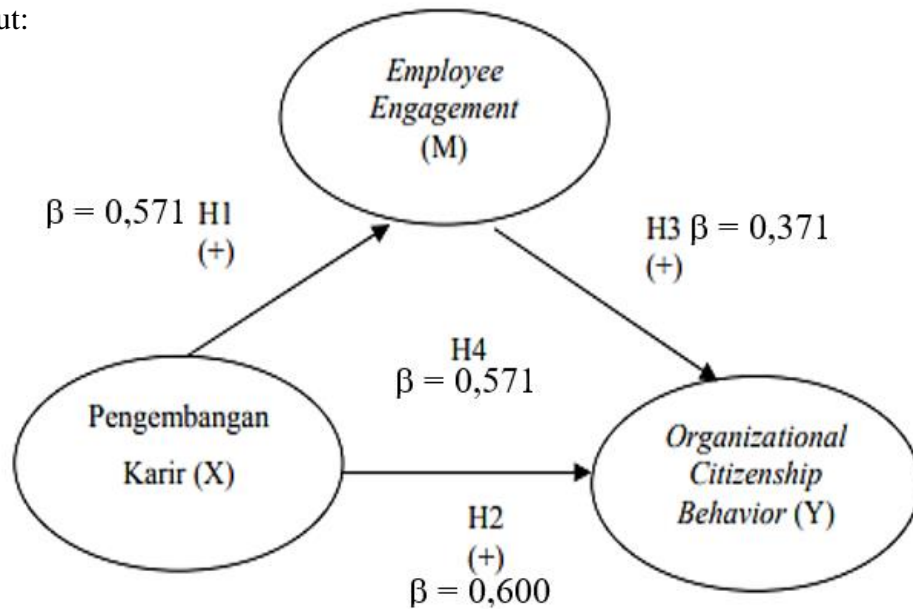 ut:
Employee
Engagement
(M)
β = 0,571 H1
(+)
H3 β = 0,371
(+)
H4
β = 0,571
Pengembangan
Karir (X)
Organizational
Citizenship
Behavior (Y)
H2
(+)
β = 0,600